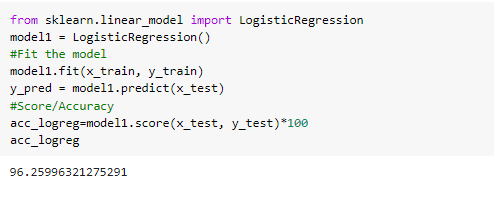 from sklearn.linear_model import LogisticRegression
model1 = LogisticRegression()
#Fit the model
model1.fit(x_train, y_train)
y_pred = model1.predict(x_test)
#Score/Accuracy
acc_logreg=model1.score(x_test, y_test)*100
acc_logreg
96.25996321275291